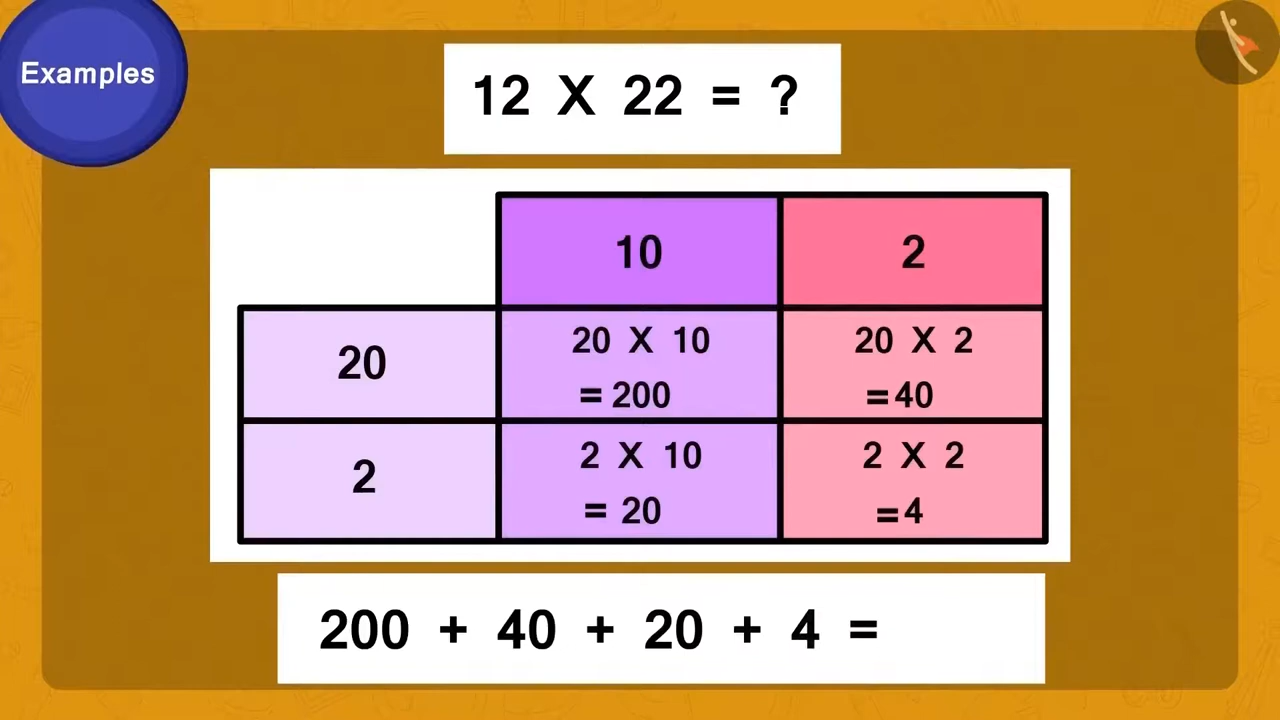 Examples
12 X 22 = ?
10 2
20 X 10 20 X 2
20
= 200 = 40
2 X 10 2 X 2
2
= 20 = 4
200 + 40 + 20 + 4 =